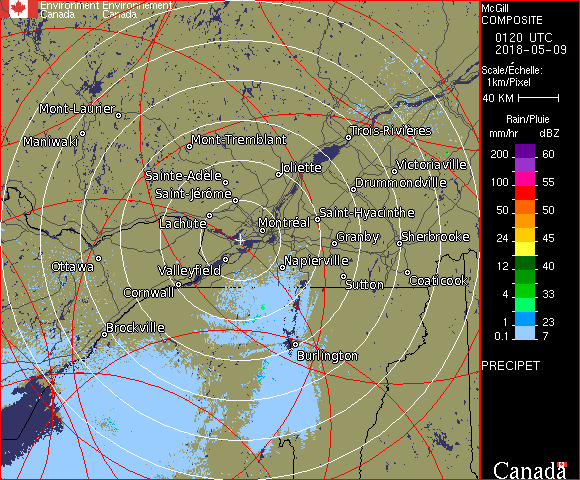 Environment Environnement
Canada Canada
McGill
COMPOSITE
0120 UTC
2018-05-09
Scale/Échelle:
1km/Pixel
40 KM
Rain/Pluie
mm/hr dBZ
200 60
100 55
50 50
24 45
12 40
4 33
1 23
0.1 7
PRECIPET
Canada
Mont-Laurier
Maniwaki
Mont-Tremblant
Trois-Rivières
Joliette
Victoriaville
Sainte-Adèle
Drummondville
Saint-Jérôme
Saint-Hyacinthe
Lachute
Montréal
Granby
Sherbrooke
Ottawa
Valleyfield
Napierville
Coaticook
Sutton
Cornwall
Brockville
Burlington